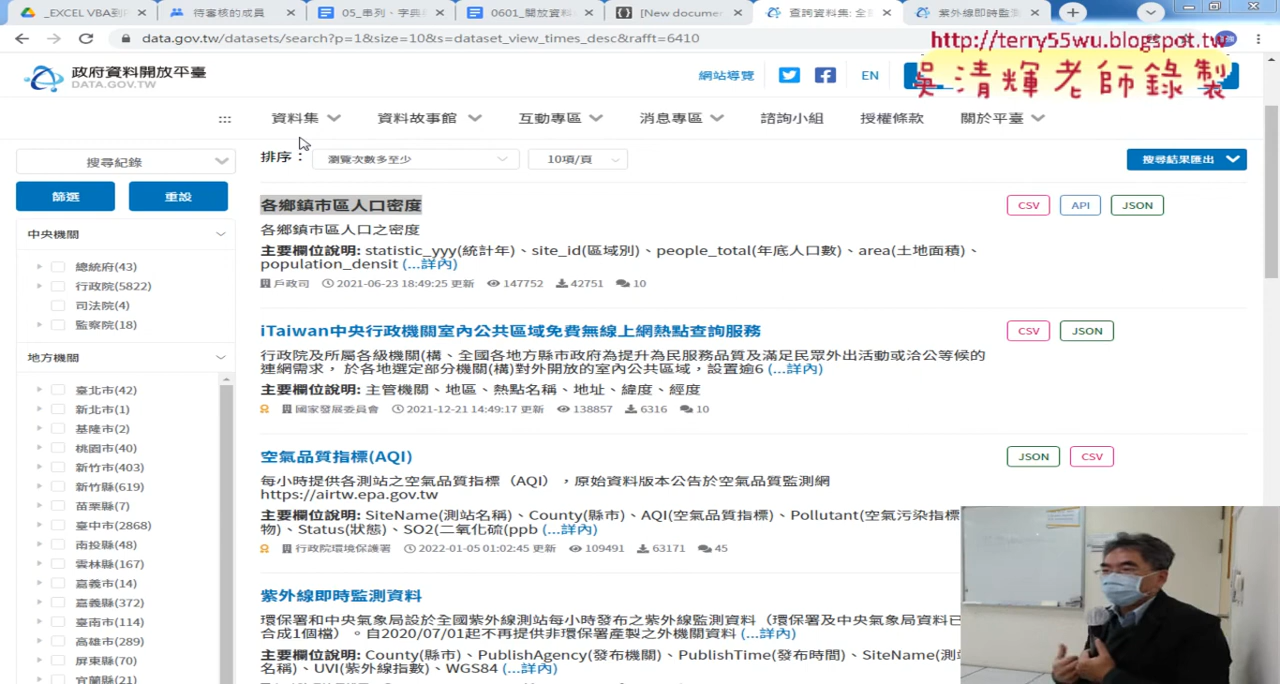 _EXCEL VBA到P
待審核的成員
05_串列、字典
0601_開放資料
[New documen
查詢資料集: 全
紫外線即時監測
data.gov.tw/datasets/search?p=1&size=10&s=dataset_view_times_desc&rafft=6410
http://terry55wu.blogspot.tw
吳清輝老師錄製
政府資料開放平臺
DATA.GOV.TW
網站導覽
EN
資料集
資料故事館
互動專區
消息專區
諮詢小組
授權條款
關於平臺
搜尋紀錄
排序：
瀏覽次數多至少
10項/頁
搜尋結果匯出
篩選
重設
中央機關
總統府(43)
行政院(5822)
司法院(4)
監察院(18)
地方機關
臺北市(42)
新北市(1)
基隆市(2)
桃園市(40)
新竹市(403)
新竹縣(619)
苗栗縣(7)
臺中市(2868)
南投縣(48)
雲林縣(167)
嘉義市(14)
嘉義縣(372)
臺南市(114)
高雄市(289)
屏東縣(70)
宜蘭縣(21)
各鄉鎮市區人口密度
CSV
API
JSON
各鄉鎮市區人口之密度
主要欄位說明: statistic_yyy(統計年)、site_id(區域別)、people_total(年底人口數)、area(土地面積)、
population_densit (...詳內)
戶政司 2021-06-23 18:49:25 更新 147752 42751 10
iTaiwan中央行政機關室內公共區域免費無線上網熱點查詢服務
CSV
JSON
行政院及所屬各級機關(構、全國各地方縣市政府為提升為民服務品質及滿足民眾外出活動或洽公等候的
連網需求， 於各地選定部分機關(構)對外開放的室內公共區域，設置逾6 (...詳內)
主要欄位說明: 主管機關、地區、熱點名稱、地址、緯度、經度
國家發展委員會 2021-12-21 14:49:17 更新 138857 6316 10
空氣品質指標(AQI)
JSON
CSV
每小時提供各測站之空氣品質指標（AQI），原始資料版本公告於空氣品質監測網
https://airtw.epa.gov.tw
主要欄位說明: SiteName(測站名稱)、County(縣市)、AQI(空氣品質指標)、Pollutant(空氣污染指標
物)、Status(狀態)、SO2(二氧化硫(ppb (...詳內)
行政院環境保護署 2022-01-05 01:02:45 更新 109491 63171 45
紫外線即時監測資料
環保署和中央氣象局設於全國紫外線測站每小時發布之紫外線監測資料（環保署及中央氣象局資料已
合成1個檔）。自2020/07/01起不再提供非環保署產製之外機關資料 (...詳內)
主要欄位說明: County(縣市)、PublishAgency(發布機關)、PublishTime(發布時間)、SiteName(測站
名稱)、UVI(紫外線指數)、WGS84 (...詳內)